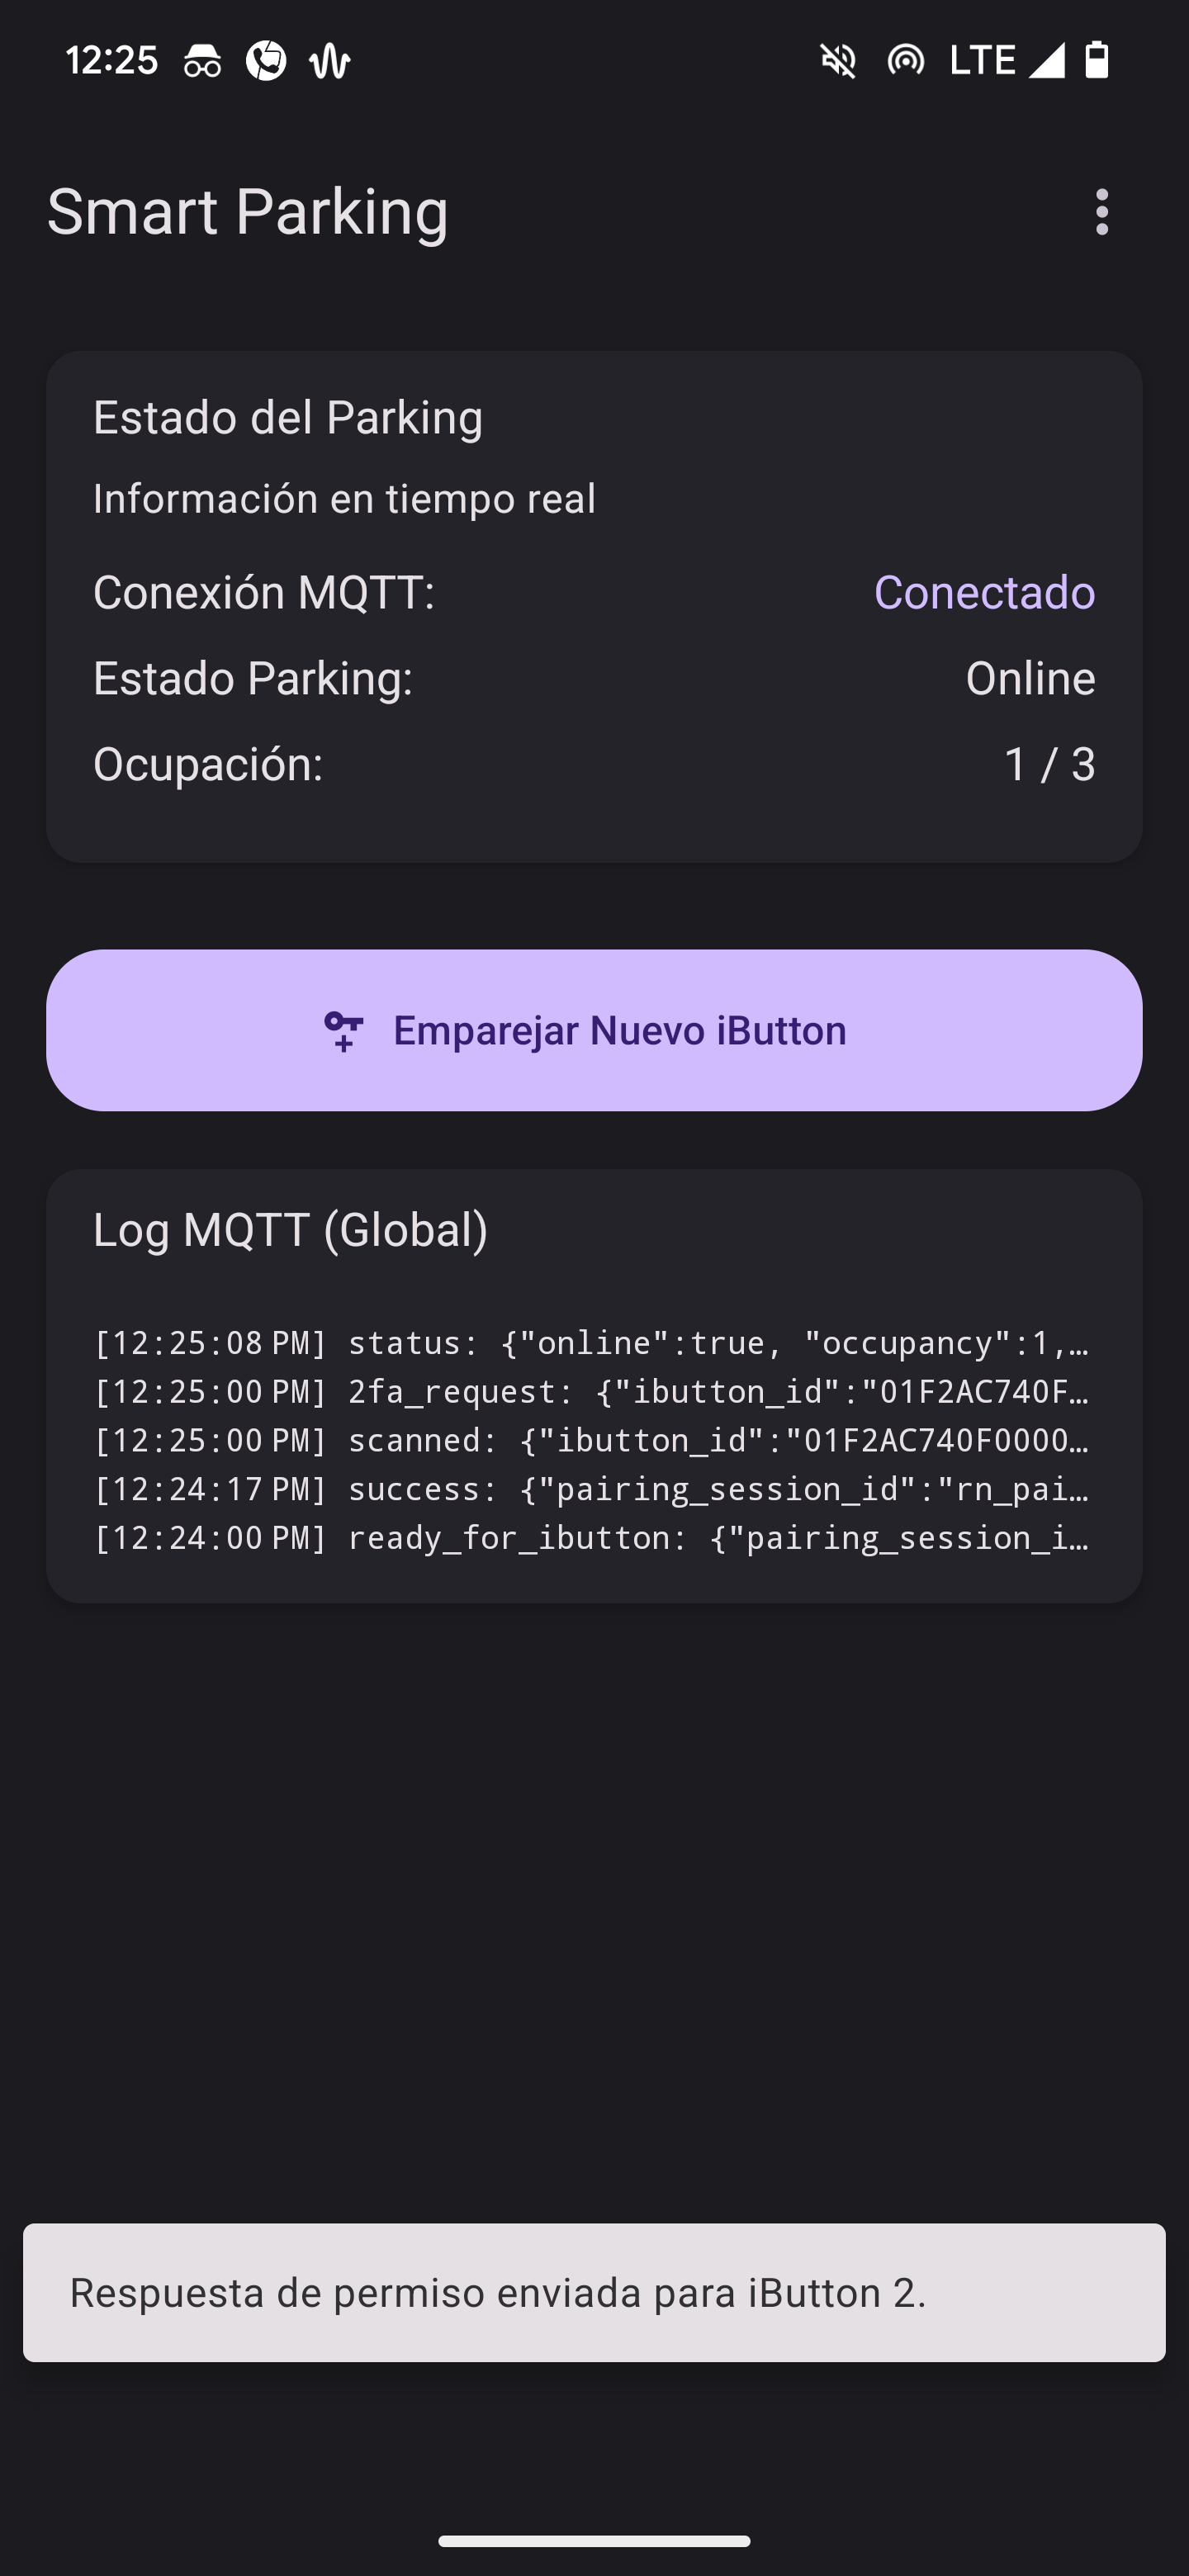 12:25 LTE
Smart Parking
Estado del Parking
Información en tiempo real
Conexión MQTT: Conectado
Estado Parking: Online
Ocupación: 1 / 3
Emparejar Nuevo iButton
Log MQTT (Global)
[12:25:08 PM] status: {"online":true, "occupancy":1,…
[12:25:00 PM] 2fa_request: {"ibutton_id":"01F2AC740F…
[12:25:00 PM] scanned: {"ibutton_id":"01F2AC740F0000…
[12:24:17 PM] success: {"pairing_session_id":"rn_pai…
[12:24:00 PM] ready_for_ibutton: {"pairing_session_i…
Respuesta de permiso enviada para iButton 2.